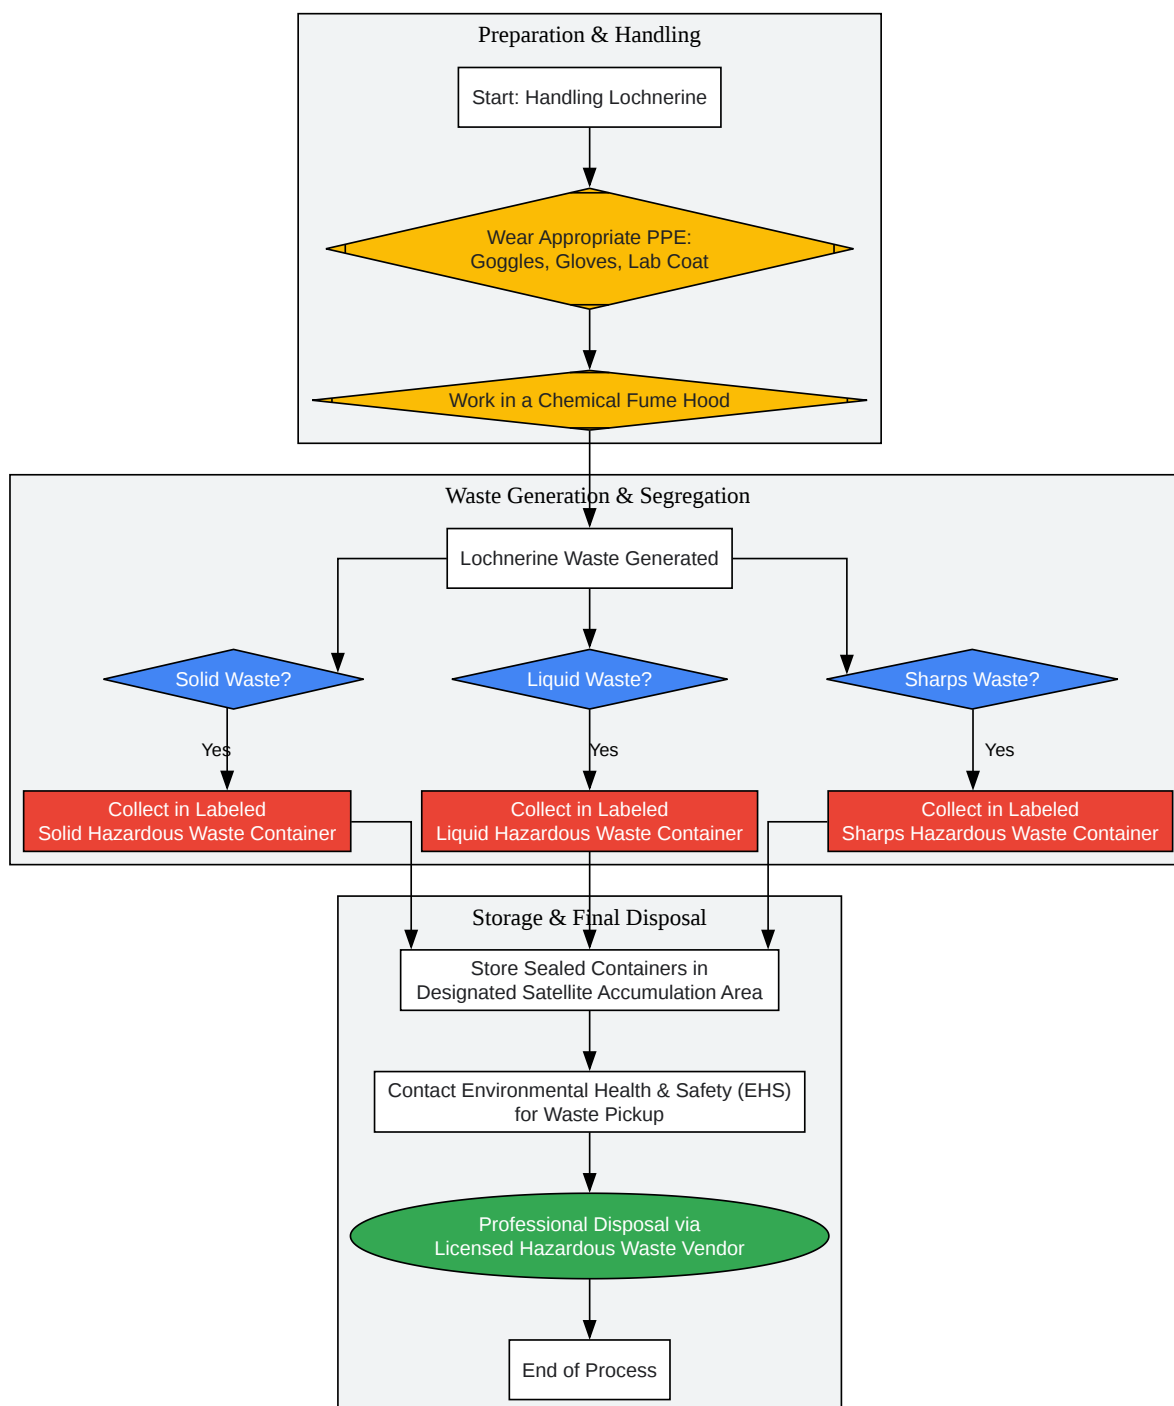 Preparation & Handling
Start: Handling Lochnerine
Wear Appropriate PPE:
Goggles, Gloves, Lab Coat
Work in a Chemical Fume Hood
Waste Generation & Segregation
Lochnerine Waste Generated
Solid Waste?
Liquid Waste?
Sharps Waste?
Yes
Yes
Yes
Collect in Labeled
Solid Hazardous Waste Container
Collect in Labeled
Liquid Hazardous Waste Container
Collect in Labeled
Sharps Hazardous Waste Container
Storage & Final Disposal
Store Sealed Containers in
Designated Satellite Accumulation Area
Contact Environmental Health & Safety (EHS)
for Waste Pickup
Professional Disposal via
Licensed Hazardous Waste Vendor
End of Process